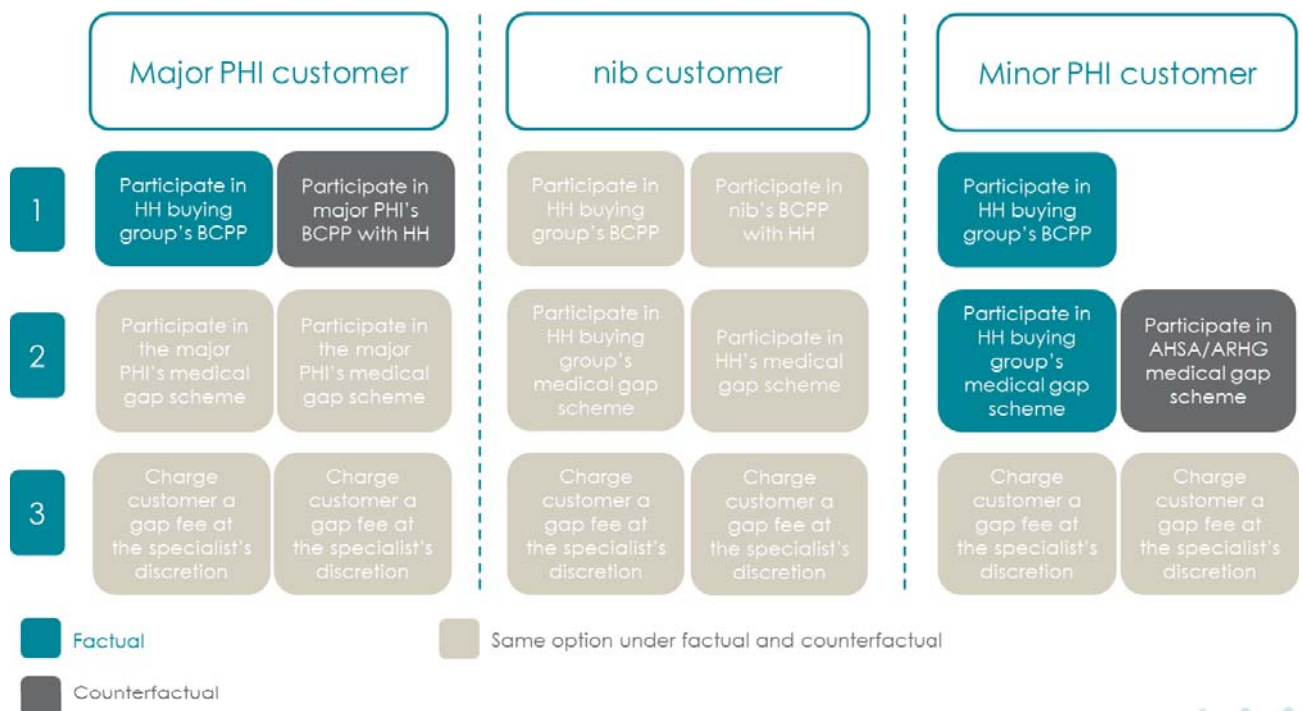 Major PHI customer
nib customer
Minor PHI customer
1
Participate in
HH buying
group's BCPP
Participate in
major PHI's
BCPP with HH
Participate in
HH buying
group's BCPP
Participate in
nib's BCPP
with HH
Participate in
HH buying
group's BCPP
2
Participate in
the major
PHI's medical
gap scheme
Participate in
the major
PHI's medical
gap scheme
Participate in
HH buying
group's
medical gap
scheme
Participate in
HH's medical
gap scheme
Participate in
HH buying
group's
medical gap
scheme
Participate in
AHSA/ARHG
medical gap
scheme
3
Charge
customer a
gap fee at
the specialist's
discretion
Charge
customer a
gap fee at
the specialist's
discretion
Charge
customer a
gap fee at
the specialist's
discretion
Charge
customer a
gap fee at
the specialist's
discretion
Charge
customer a
gap fee at
the specialist's
discretion
Charge
customer a
gap fee at
the specialist's
discretion
Factual
Same option under factual and counterfactual
Counterfactual